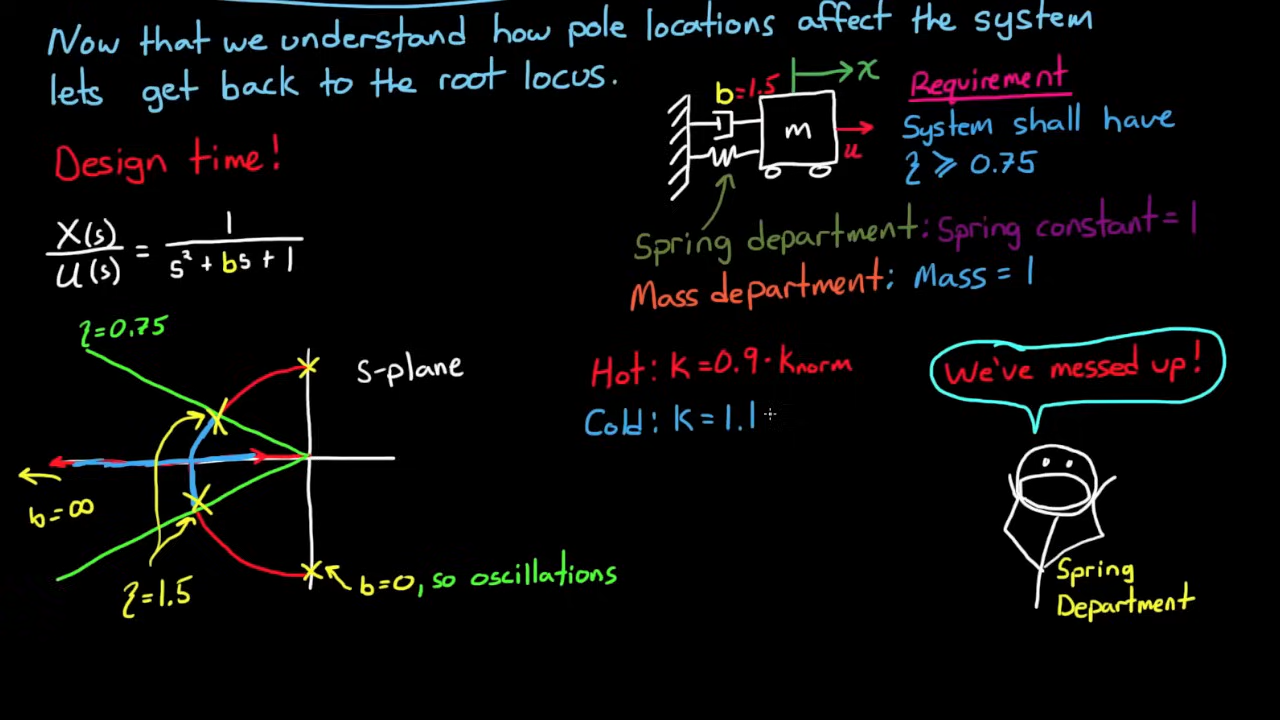 Now that we understand how pole locations affect the system
lets get back to the root locus.
Design time!
X(s)
U(s)
=
1
s² + bs + 1
b=1.5
x
m
u
Requirement
System shall have
ζ ≥ 0.75
Spring department: Spring constant = 1
Mass department: Mass = 1
ζ=0.75
S-plane
b=∞
ζ=1.5
b=0, so oscillations
Hot: K=0.9·Knorm
Cold: K=1.1
We've messed up!
Spring
Department